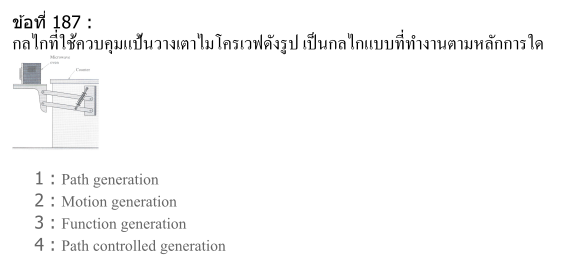 ข้อที่ 187 :
กลไกที่ใช้ควบคุมแป้นวางเตาไมโครเวฟดังรูป เป็นกลไกแบบที่ทำงานตามหลักการใด
Microwave
oven
Counter
1 : Path generation
2 : Motion generation
3 : Function generation
4 : Path controlled generation